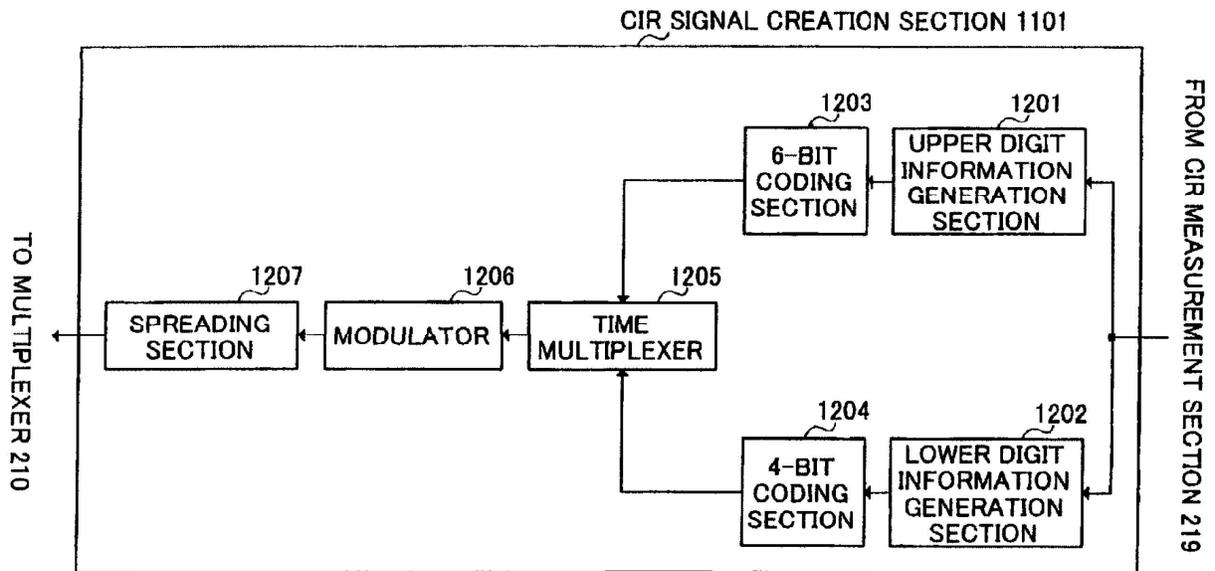 CIR SIGNAL CREATION SECTION 1101
FROM CIR MEASUREMENT SECTION 219
1203
6-BIT
CODING
SECTION
1201
UPPER DIGIT
INFORMATION
GENERATION
SECTION
TO MULTIPLEXER 210
1207
SPREADING
SECTION
1206
MODULATOR
1205
TIME
MULTIPLEXER
1204
4-BIT
CODING
SECTION
1202
LOWER DIGIT
INFORMATION
GENERATION
SECTION